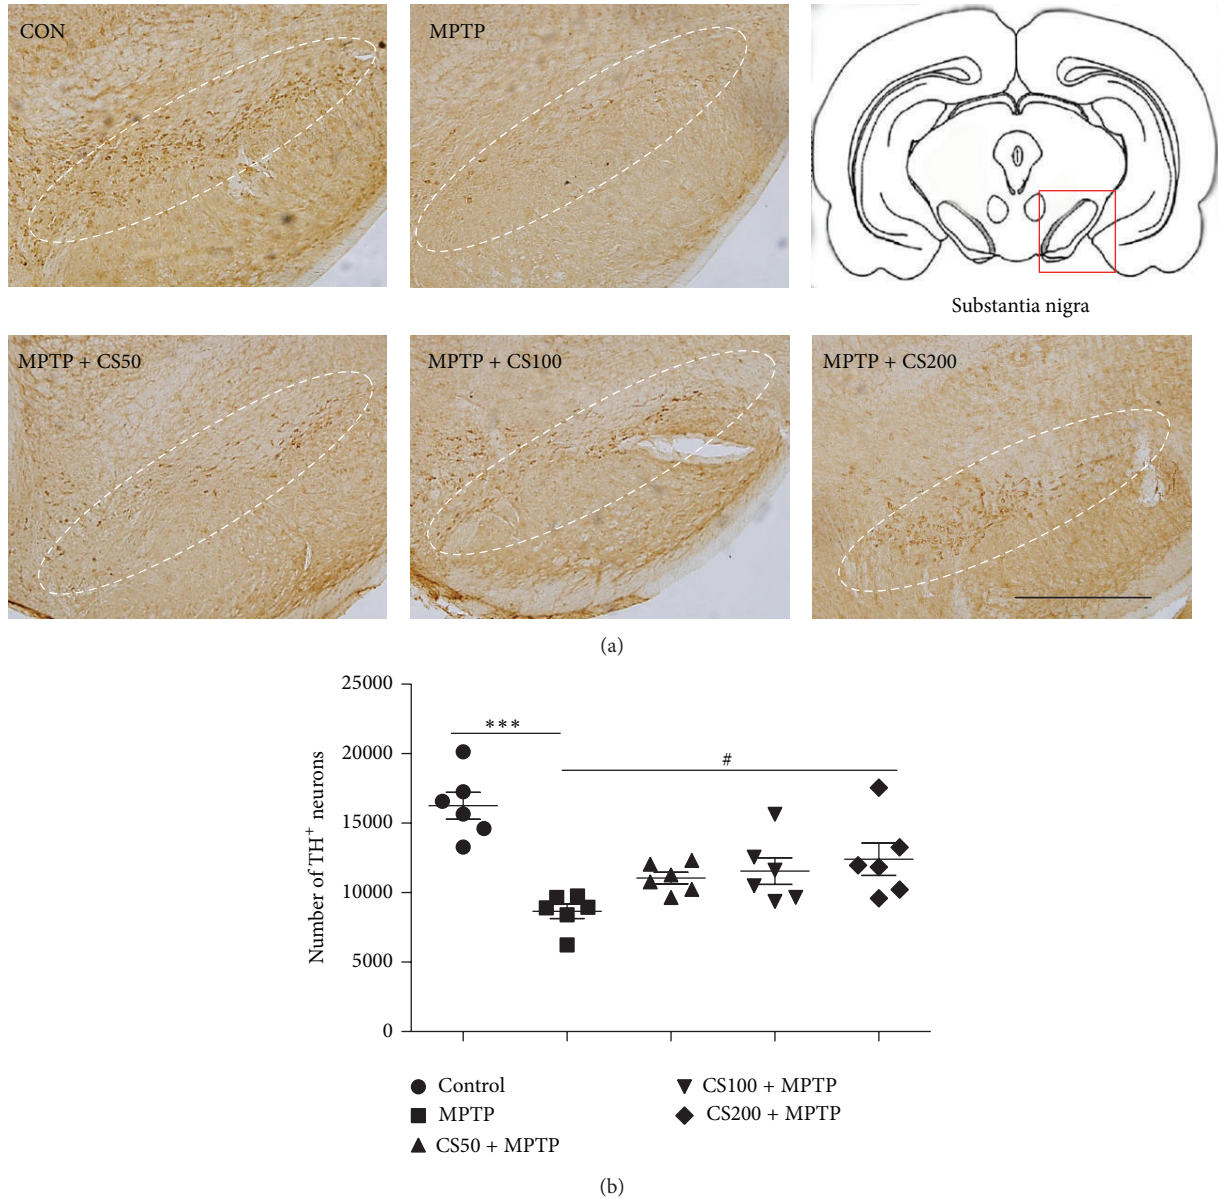 CON
MPTP
Substantia nigra
MPTP + CS50
MPTP + CS100
MPTP + CS200
(a)
25000
20000
15000
10000
5000
0
Number of TH⁺ neurons
***
#
Control
MPTP
CS50 + MPTP
CS100 + MPTP
CS200 + MPTP
(b)